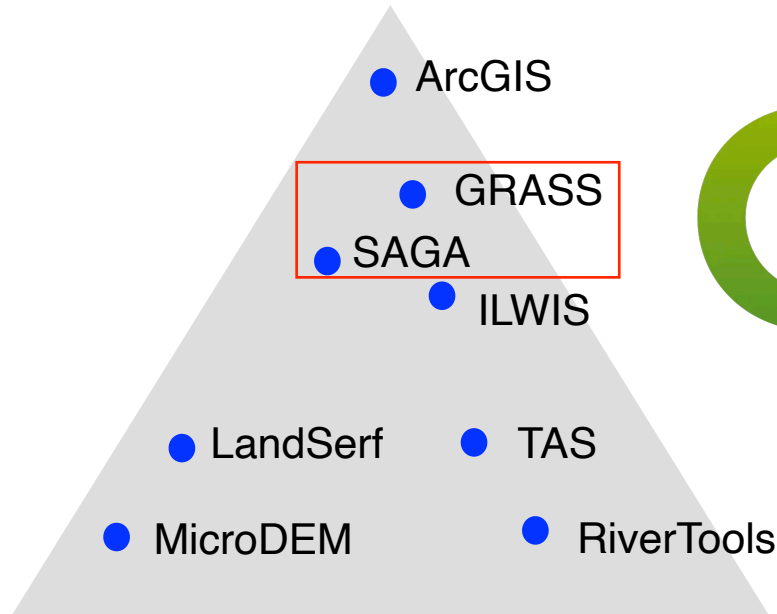 ArcGIS
GRASS
SAGA
ILWIS
LandSerf
TAS
MicroDEM
RiverTools